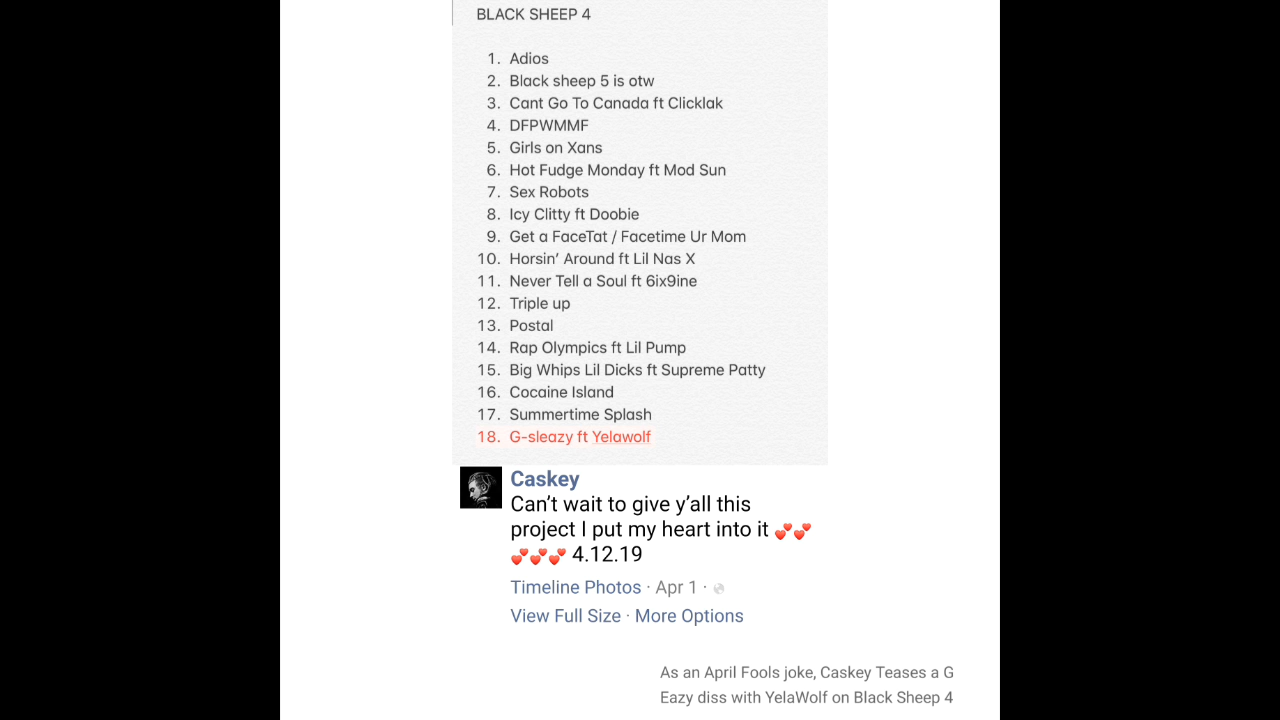 BLACK SHEEP 4
1. Adios
2. Black sheep 5 is otw
3. Cant Go To Canada ft Clicklak
4. DFPWMMF
5. Girls on Xans
6. Hot Fudge Monday ft Mod Sun
7. Sex Robots
8. Icy Clitty ft Doobie
9. Get a FaceTat / Facetime Ur Mom
10. Horsin' Around ft Lil Nas X
11. Never Tell a Soul ft 6ix9ine
12. Triple up
13. Postal
14. Rap Olympics ft Lil Pump
15. Big Whips Lil Dicks ft Supreme Patty
16. Cocaine Island
17. Summertime Splash
18. G-sleazy ft Yelawolf
Caskey
Can't wait to give y'all this
project I put my heart into it 💕💕
💕💕💕 4.12.19
Timeline Photos · Apr 1 ·
View Full Size · More Options
As an April Fools joke, Caskey Teases a G
Eazy diss with YelaWolf on Black Sheep 4